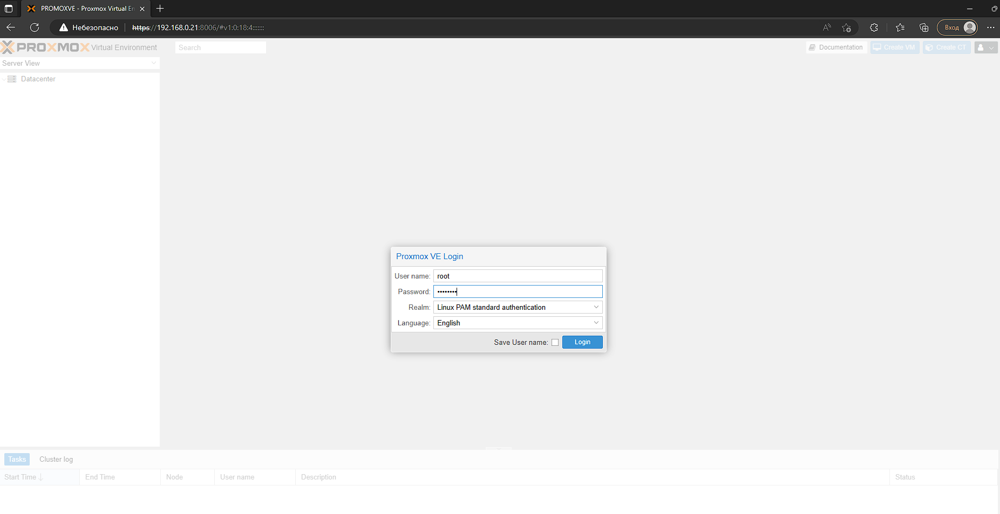 PROMOXVE - Proxmox Virtual En
Небезопасно https://192.168.0.21:8006/#v1:0:18:4:::::::
Вход
PROXMOX Virtual Environment
Search
Documentation
Create VM
Create CT
Server View
Datacenter
Proxmox VE Login
User name: root
Password: ••••••••
Realm: Linux PAM standard authentication
Language: English
Save User name: Login
Tasks Cluster log
Start Time ↓ End Time Node User name Description Status